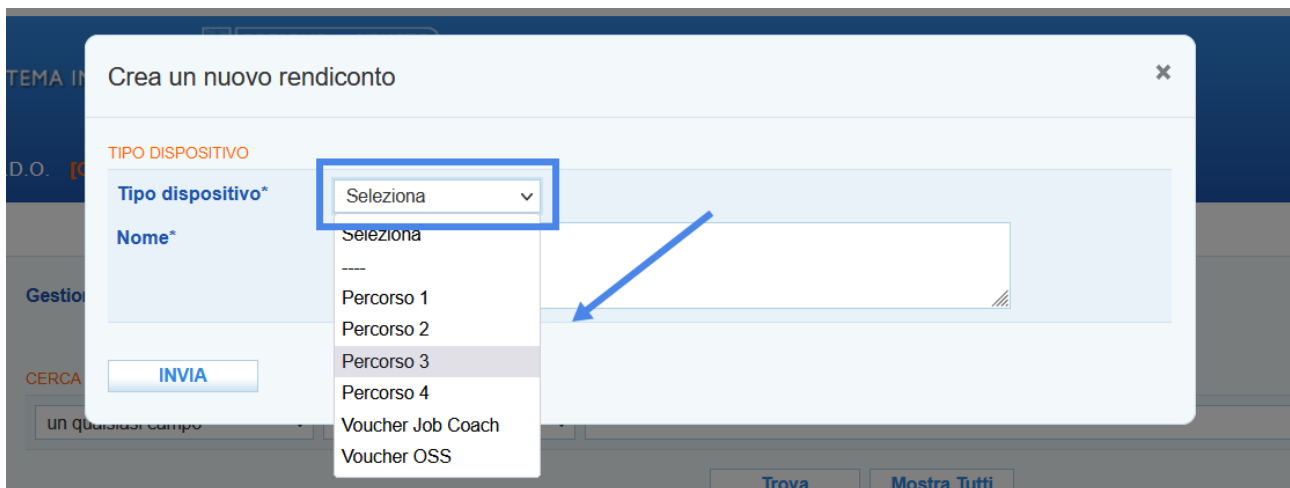 TEMA IN
Crea un nuovo rendiconto
×
.D.O.
TIPO DISPOSITIVO
Tipo dispositivo*
Seleziona
Nome*
Seleziona
----
Percorso 1
Gestion
Percorso 2
Percorso 3
INVIA
CERCA
Percorso 4
un qualsiasi campo
Voucher Job Coach
Voucher OSS
Trova
Mostra Tutti